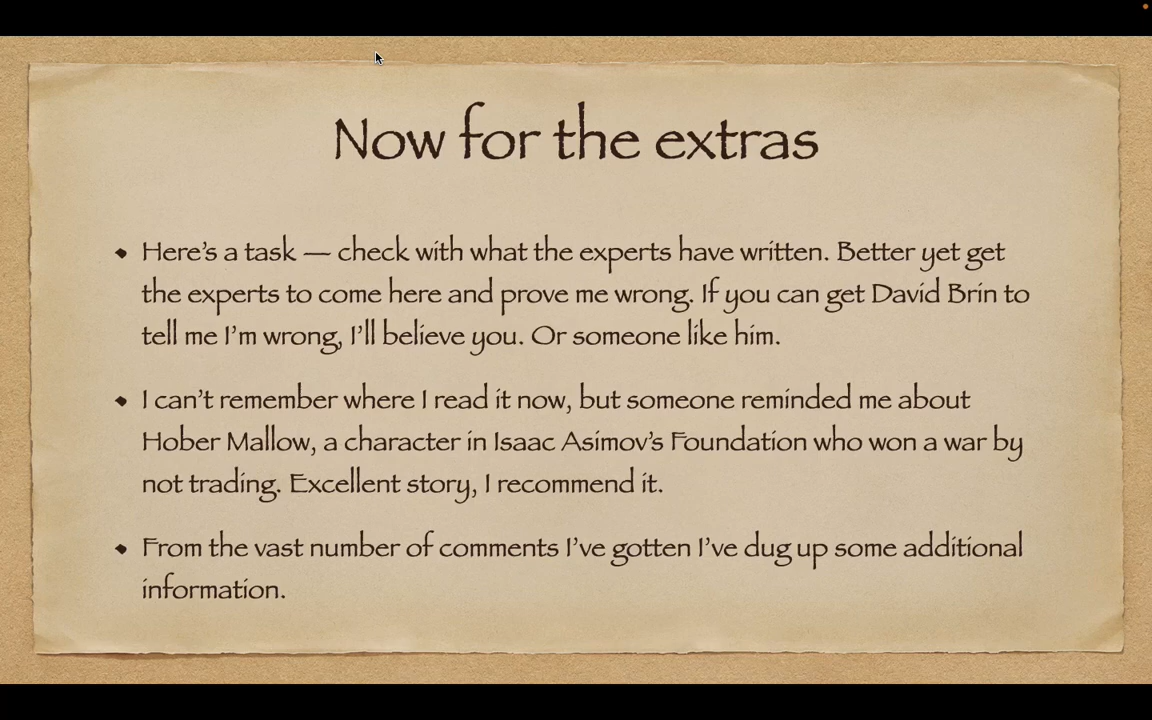 Now for the extras
• Here's a task — check with what the experts have written. Better yet get
the experts to come here and prove me wrong. If you can get David Brin to
tell me I'm wrong, I'll believe you. Or someone like him.
• I can't remember where I read it now, but someone reminded me about
Hober Mallow, a character in Isaac Asimov's Foundation who won a war by
not trading. Excellent story, I recommend it.
• From the vast number of comments I've gotten I've dug up some additional
information.